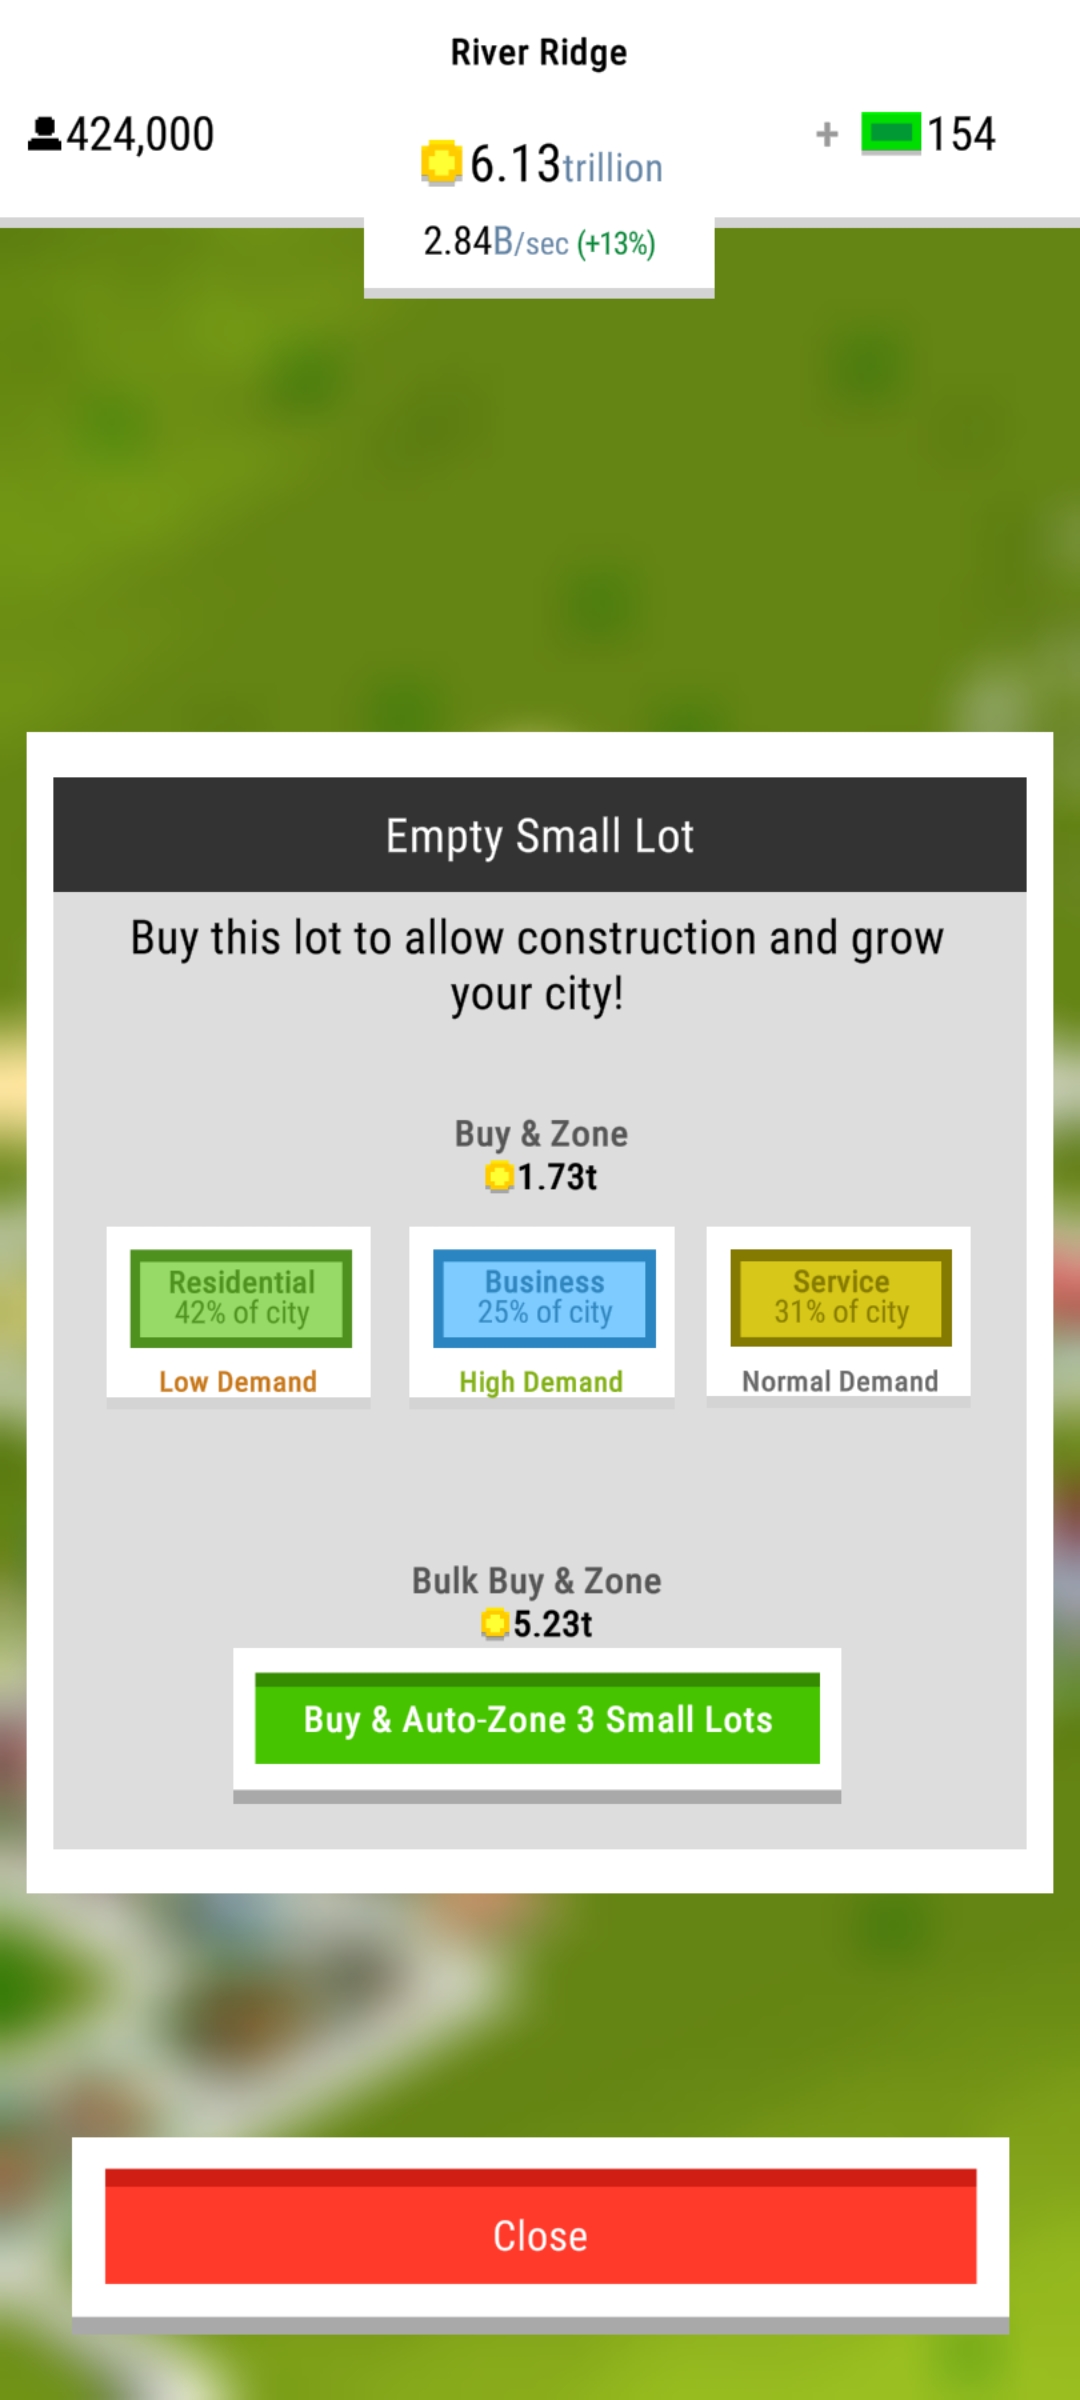 River Ridge
424,000
6.13trillion
+ 154
2.84B/sec (+13%)
Empty Small Lot
Buy this lot to allow construction and grow
your city!
Buy & Zone
1.73t
Residential
42% of city
Low Demand
Business
25% of city
High Demand
Service
31% of city
Normal Demand
Bulk Buy & Zone
5.23t
Buy & Auto-Zone 3 Small Lots
Close